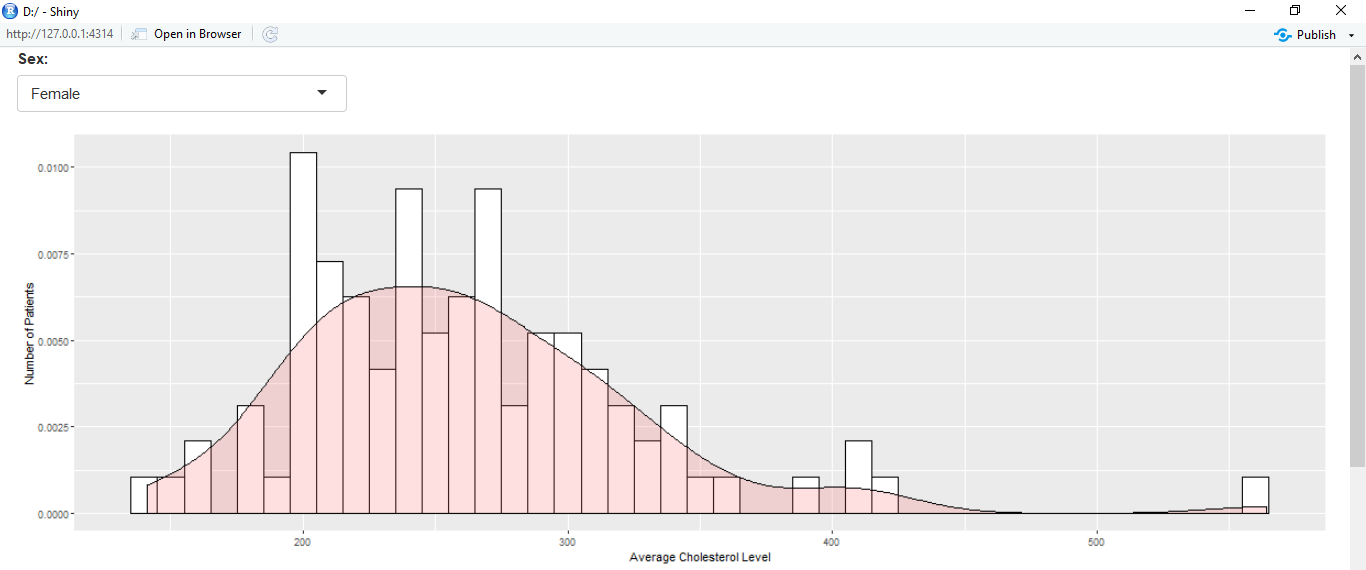 D:/ - Shiny
http://127.0.0.1:4314 Open in Browser Publish
Sex:
Female
Number of Patients
0.0100
0.0075
0.0050
0.0025
0.0000
200 300 400 500
Average Cholesterol Level